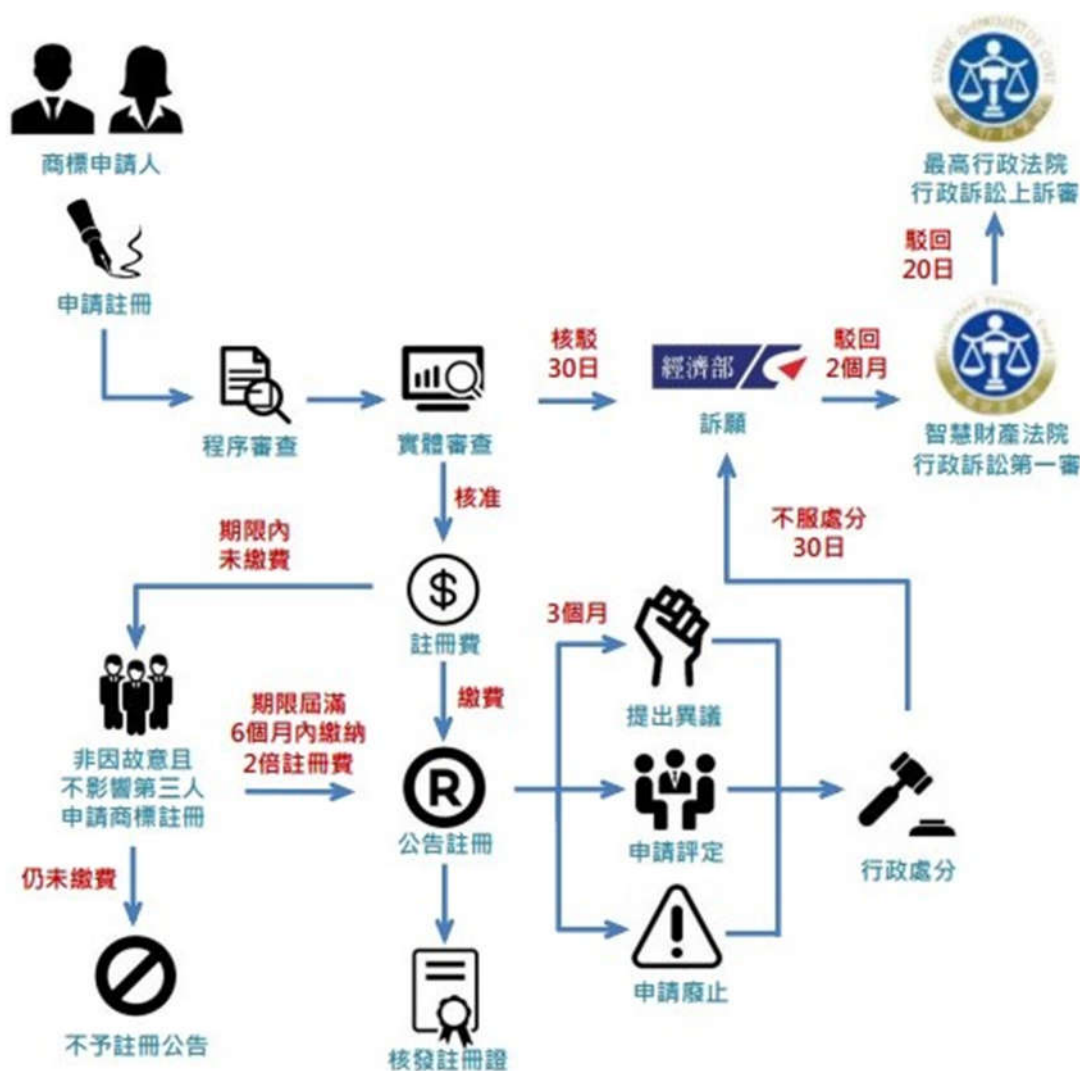 商標申請人
申請註冊
程序審查
實體審查
核駁
30日
經濟部
訴願
駁回
2個月
智慧財產法院
行政訴訟第一審
駁回
20日
最高行政法院
行政訴訟上訴審
核准
期限內
未繳費
註冊費
繳費
非因故意且
不影響第三人
申請商標註冊
期限屆滿
6個月內繳納
2倍註冊費
R
公告註冊
仍未繳費
不予註冊公告
核發註冊證
3個月
提出異議
申請評定
申請廢止
行政處分
不服處分
30日
$